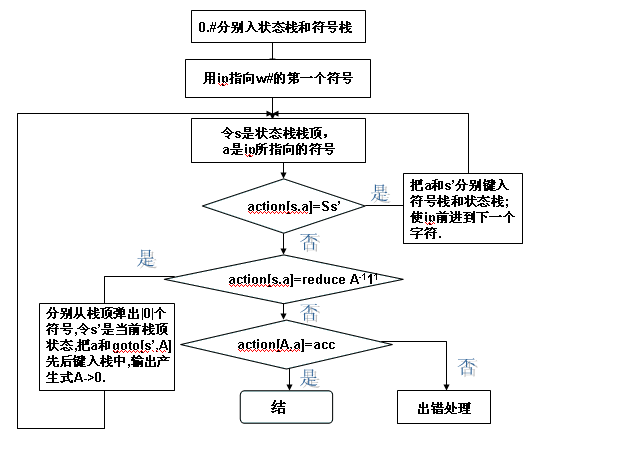 0.#分别入状态栈和符号栈
用ip指向w#的第一个符号
令s是状态栈栈顶，
a是ip所指向的符号
action[s,a]=Ss’
是
把a和s’分别键入
符号栈和状态栈;
使ip前进到下一个
字符.
否
是
action[s,a]=reduce A⁻¹1¹
分别从栈顶弹出|0|个
符号,令s’是当前栈顶
状态,把a和goto[s’,A]
先后键入栈中,输出产
生式A->0.
否
action[A,a]=acc
否
是
结
出错处理